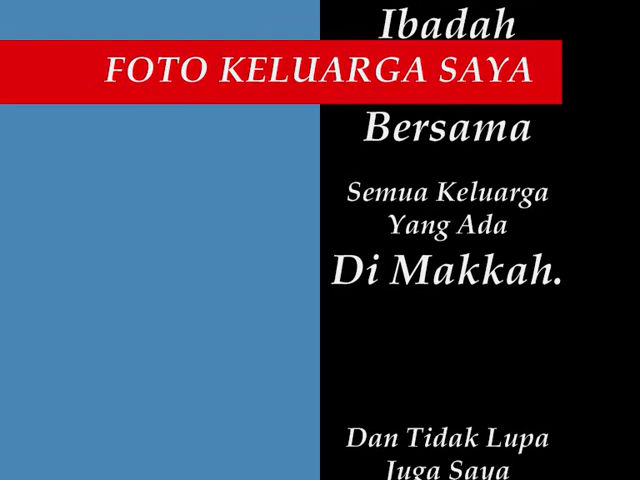 Ibadah
FOTO KELUARGA SAYA
Bersama
Semua Keluarga
Yang Ada
Di Makkah.
Dan Tidak Lupa
Juga Saya